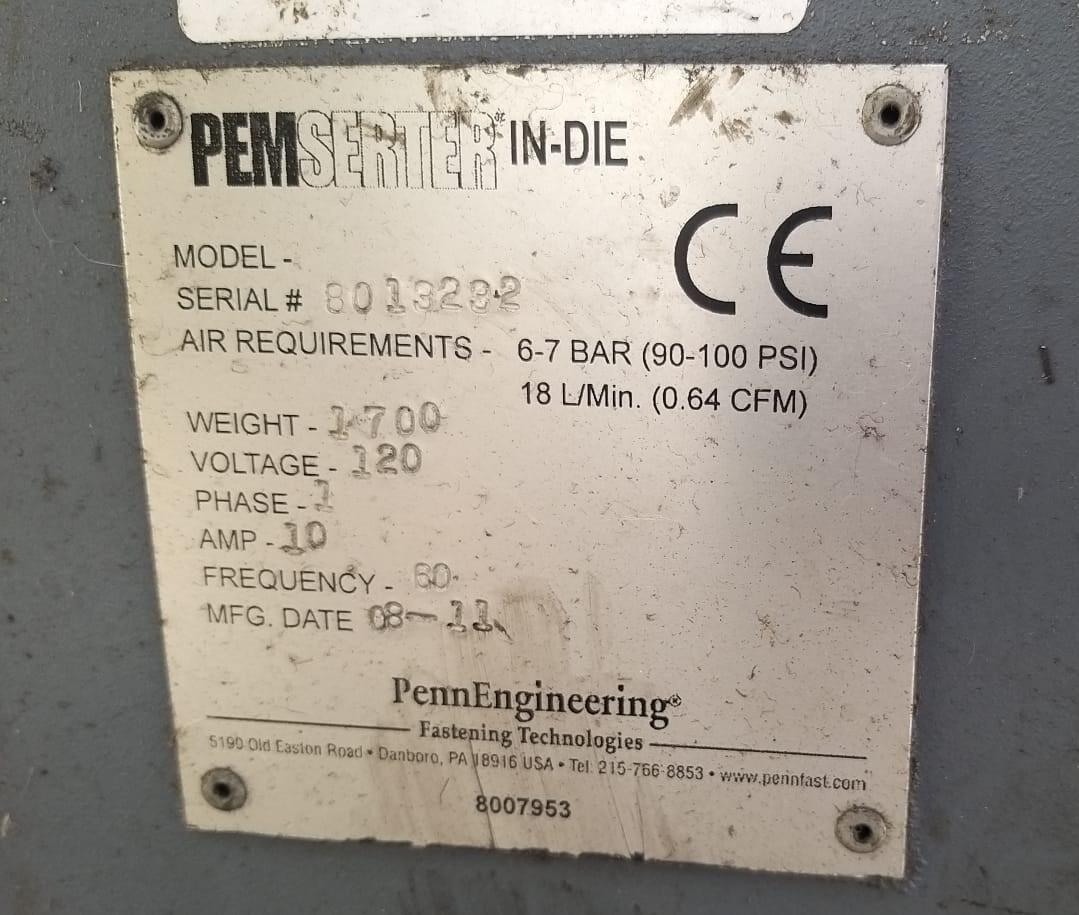 PEMSERTER® IN-DIE
CE
MODEL -
SERIAL # 8013232
AIR REQUIREMENTS - 6-7 BAR (90-100 PSI)
18 L/Min. (0.64 CFM)
WEIGHT - 1700
VOLTAGE - 120
PHASE - 1
AMP - 10
FREQUENCY - 60
MFG. DATE 08-11
PennEngineering®
Fastening Technologies
5190 Old Easton Road • Danboro, PA 18916 USA • Tel: 215-766-8853 • www.pennfast.com
8007953